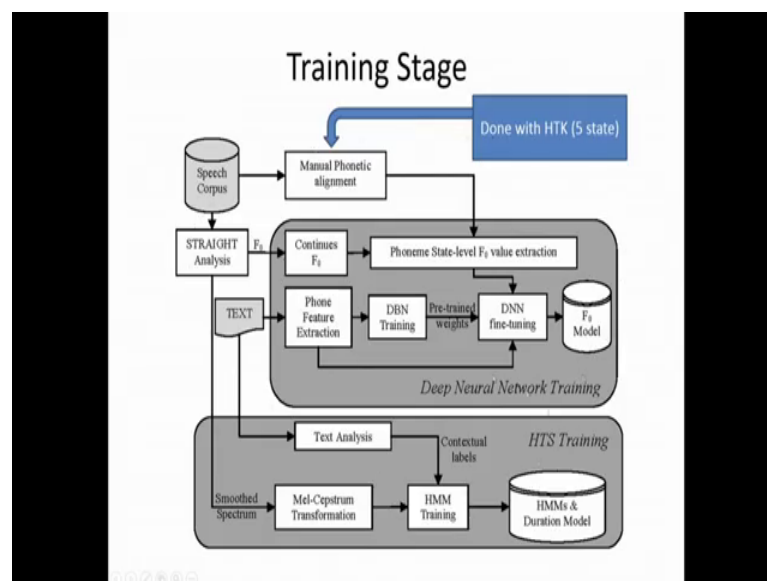 Training Stage
Done with HTK (5 state)
Speech
Corpus
Manual Phonetic
alignment
STRAIGHT
Analysis
F₀
Continues
F₀
Phoneme State-level F₀ value extraction
TEXT
Phone
Feature
Extraction
DBN
Training
Pre-trained
weights
DNN
fine-tuning
F₀
Model
Deep Neural Network Training
Text Analysis
Contextual
labels
HTS Training
Smoothed
Spectrum
Mel-Cepstrum
Transformation
HMM
Training
HMMs &
Duration Model